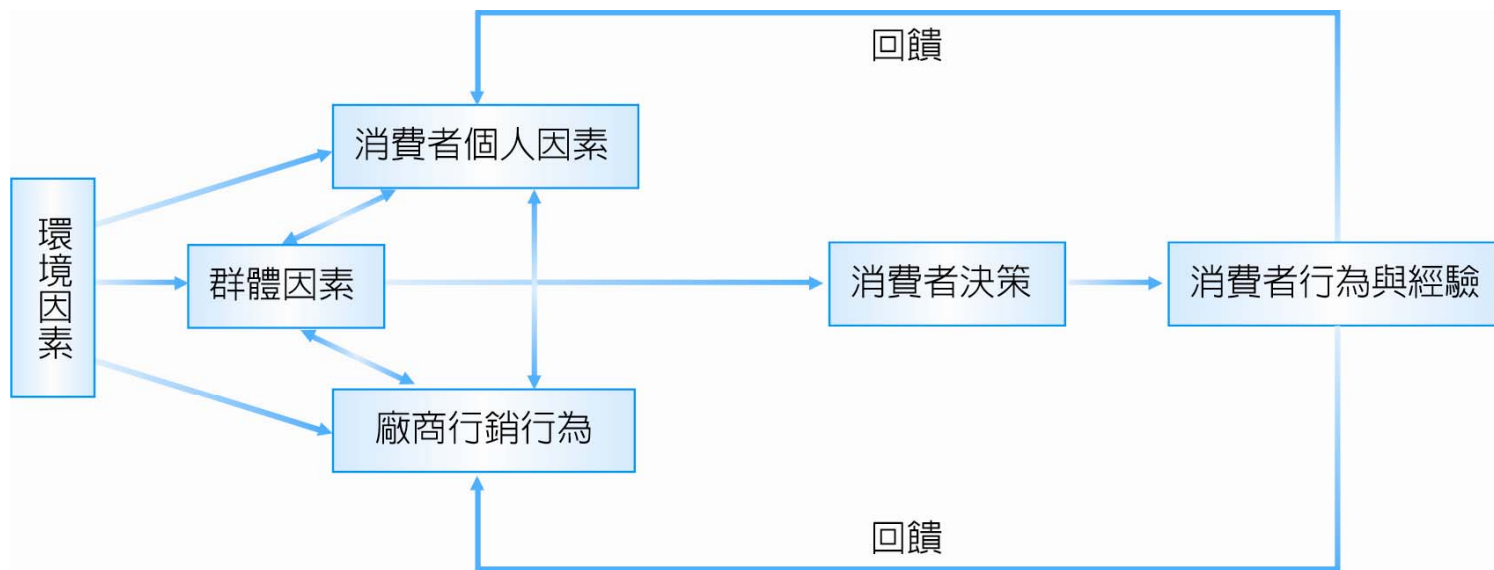 回饋
消費者個人因素
環境因素
群體因素
消費者決策
消費者行為與經驗
廠商行銷行為
回饋